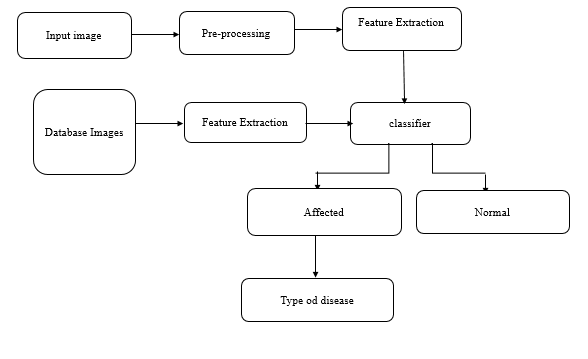 Input image
Pre-processing
Feature Extraction
Database Images
Feature Extraction
classifier
Affected
Normal
Type od disease